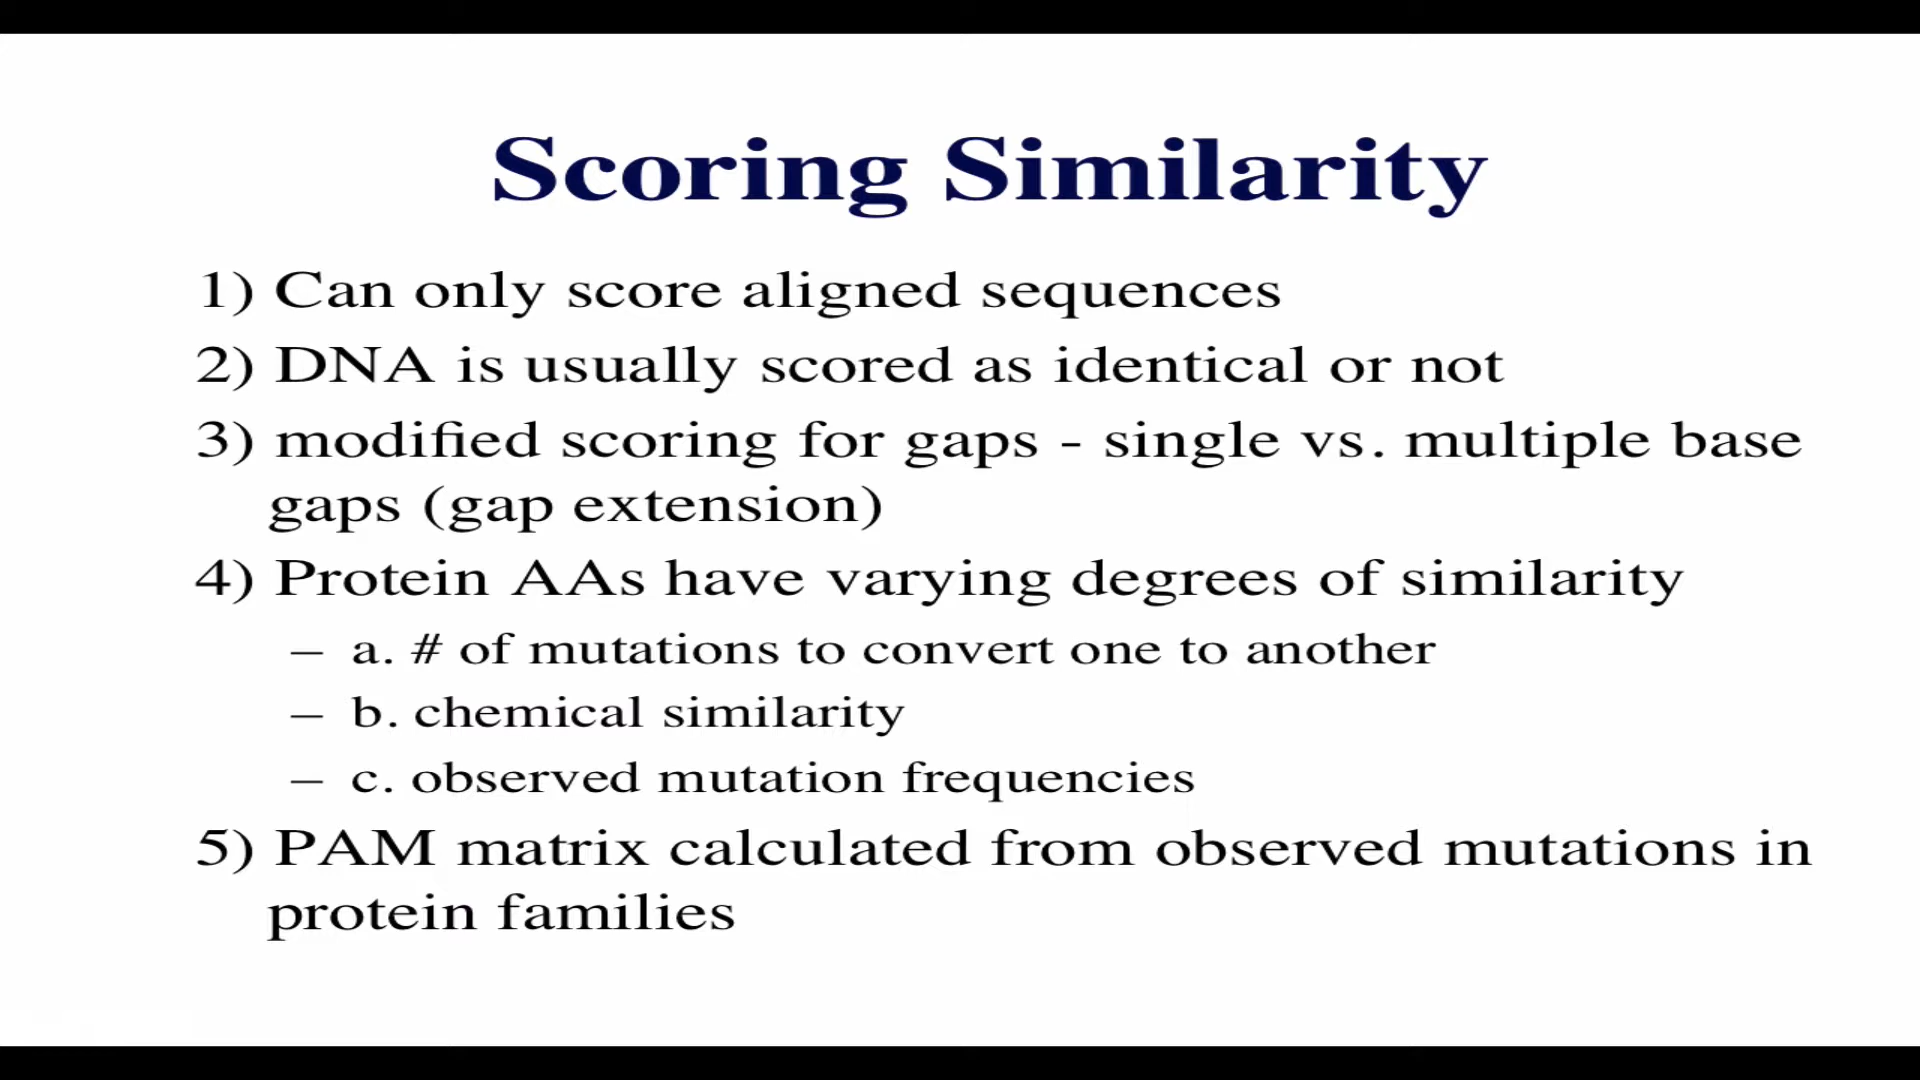 Scoring Similarity
1) Can only score aligned sequences
2) DNA is usually scored as identical or not
3) modified scoring for gaps - single vs. multiple base
gaps (gap extension)
4) Protein AAs have varying degrees of similarity
– a. # of mutations to convert one to another
– b. chemical similarity
– c. observed mutation frequencies
5) PAM matrix calculated from observed mutations in
protein families